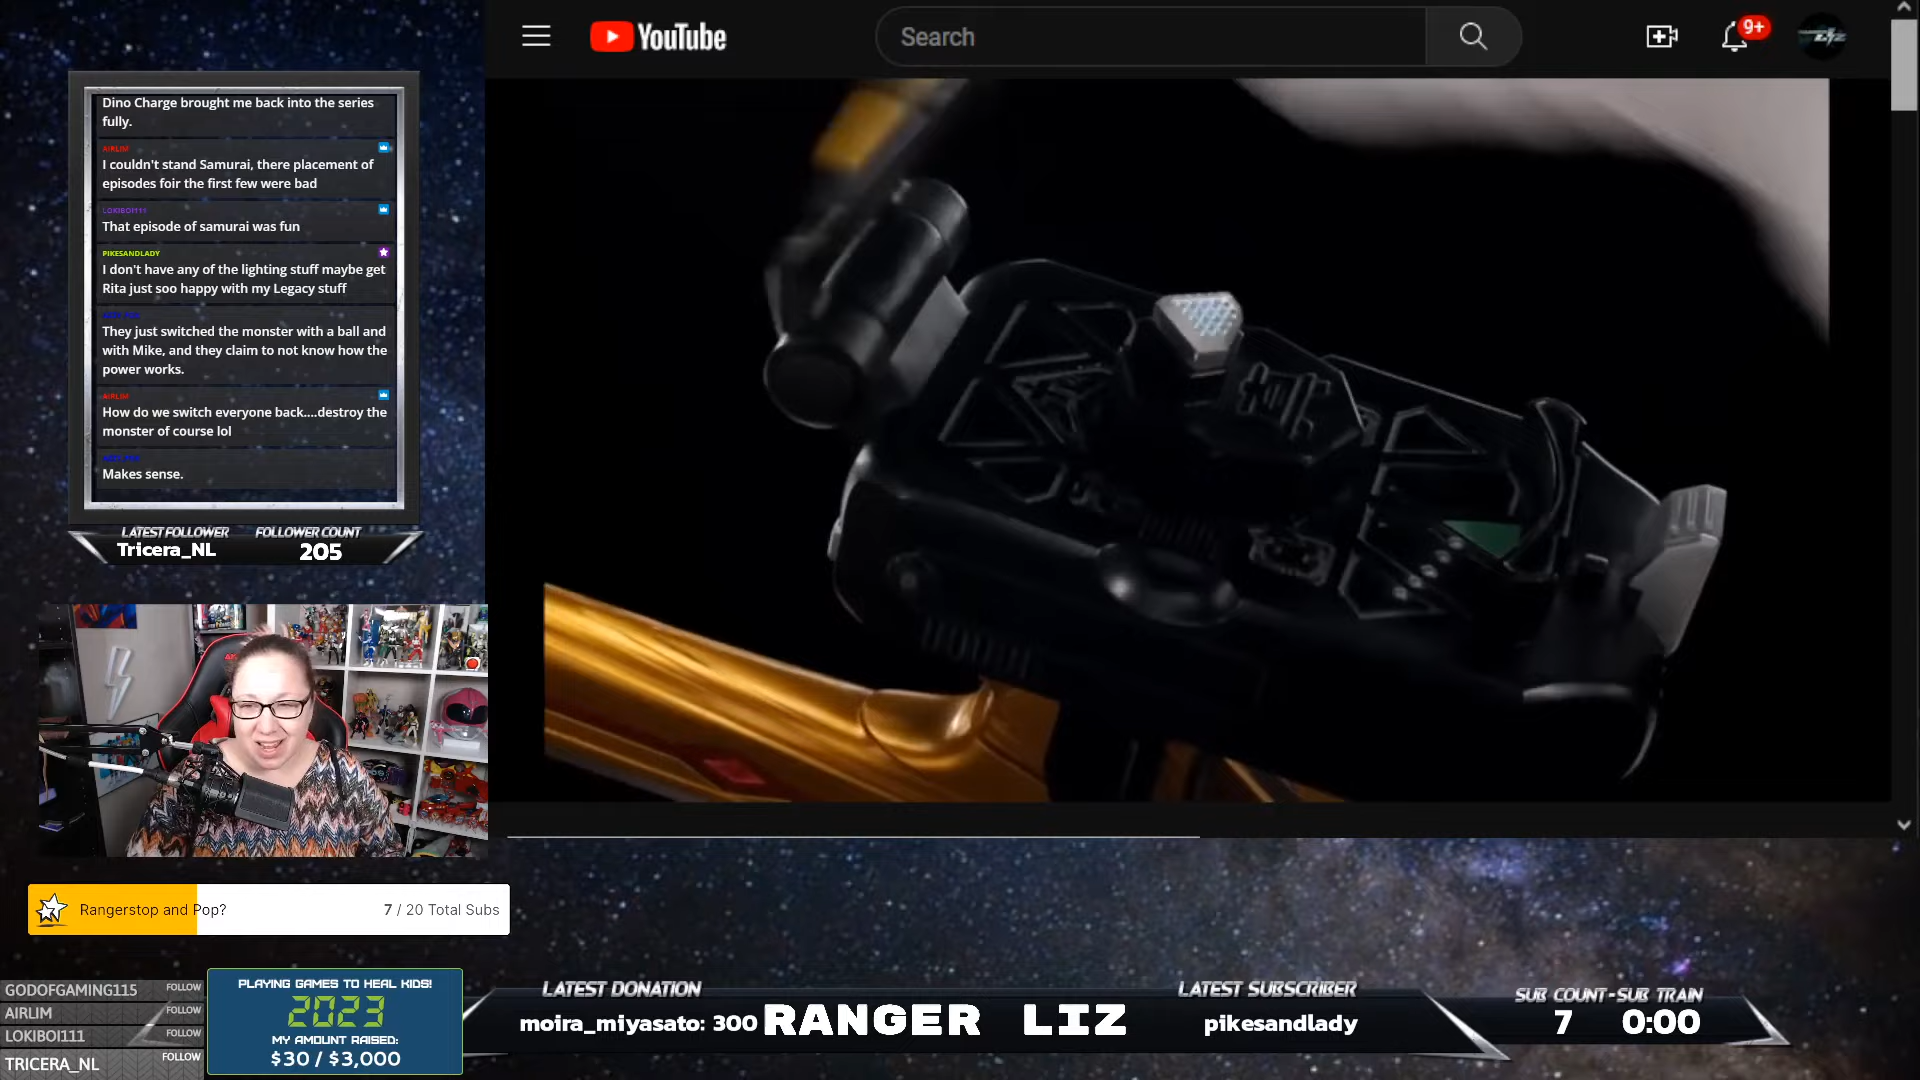 YouTube
Search
9+
Dino Charge brought me back into the series
fully.
AIRLIM
I couldn't stand Samurai, there placement of
episodes foir the first few were bad
LOKIBOI111
That episode of samurai was fun
PIKESANDLADY
I don't have any of the lighting stuff maybe get
Rita just soo happy with my Legacy stuff
They just switched the monster with a ball and
with Mike, and they claim to not know how the
power works.
AIRLIM
How do we switch everyone back....destroy the
monster of course lol
Makes sense.
LATEST FOLLOWER FOLLOWER COUNT
Tricera_NL 205
Rangerstop and Pop? 7 / 20 Total Subs
GODOFGAMING115 FOLLOW
AIRLIM FOLLOW
LOKIBOI111 FOLLOW
TRICERA_NL FOLLOW
PLAYING GAMES TO HEAL KIDS!
2023
MY AMOUNT RAISED:
$30 / $3,000
LATEST DONATION
moira_miyasato: 300
RANGER LIZ
LATEST SUBSCRIBER
pikesandlady
SUB COUNT - SUB TRAIN
7 0:00